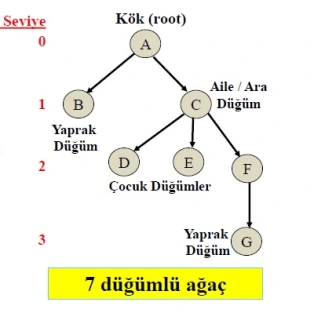 Seviye
Kök (root)
0
A
Aile / Ara
Düğüm
1
B
C
Yaprak
Düğüm
2
D
E
F
Çocuk Düğümler
3
Yaprak
Düğüm
G
7 düğümlü ağaç